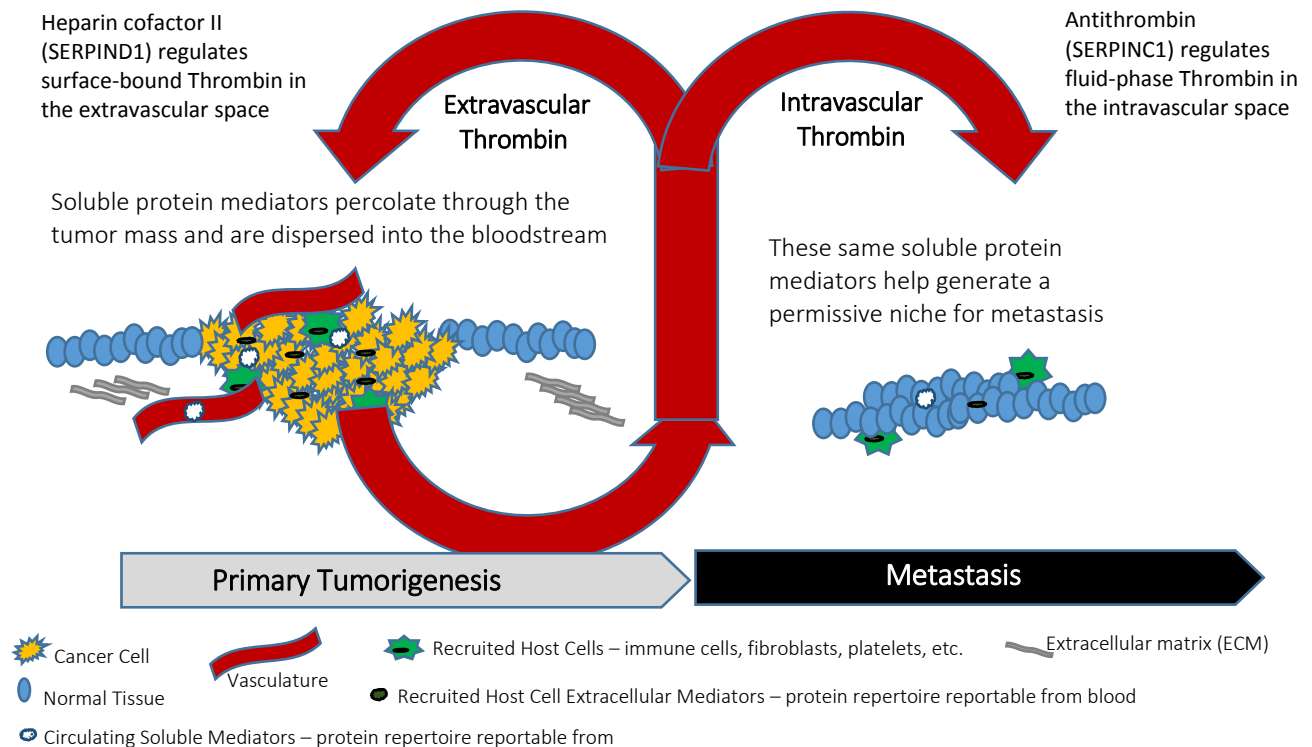 Heparin cofactor II
(SERPIND1) regulates
surface-bound Thrombin in
the extravascular space
Extravascular
Thrombin
Intravascular
Thrombin
Antithrombin
(SERPINC1) regulates
fluid-phase Thrombin in
the intravascular space
Soluble protein mediators percolate through the
tumor mass and are dispersed into the bloodstream
These same soluble protein
mediators help generate a
permissive niche for metastasis
Primary Tumorigenesis
Metastasis
Cancer Cell
Vasculature
Recruited Host Cells – immune cells, fibroblasts, platelets, etc.
Extracellular matrix (ECM)
Normal Tissue
Recruited Host Cell Extracellular Mediators – protein repertoire reportable from blood
Circulating Soluble Mediators – protein repertoire reportable from